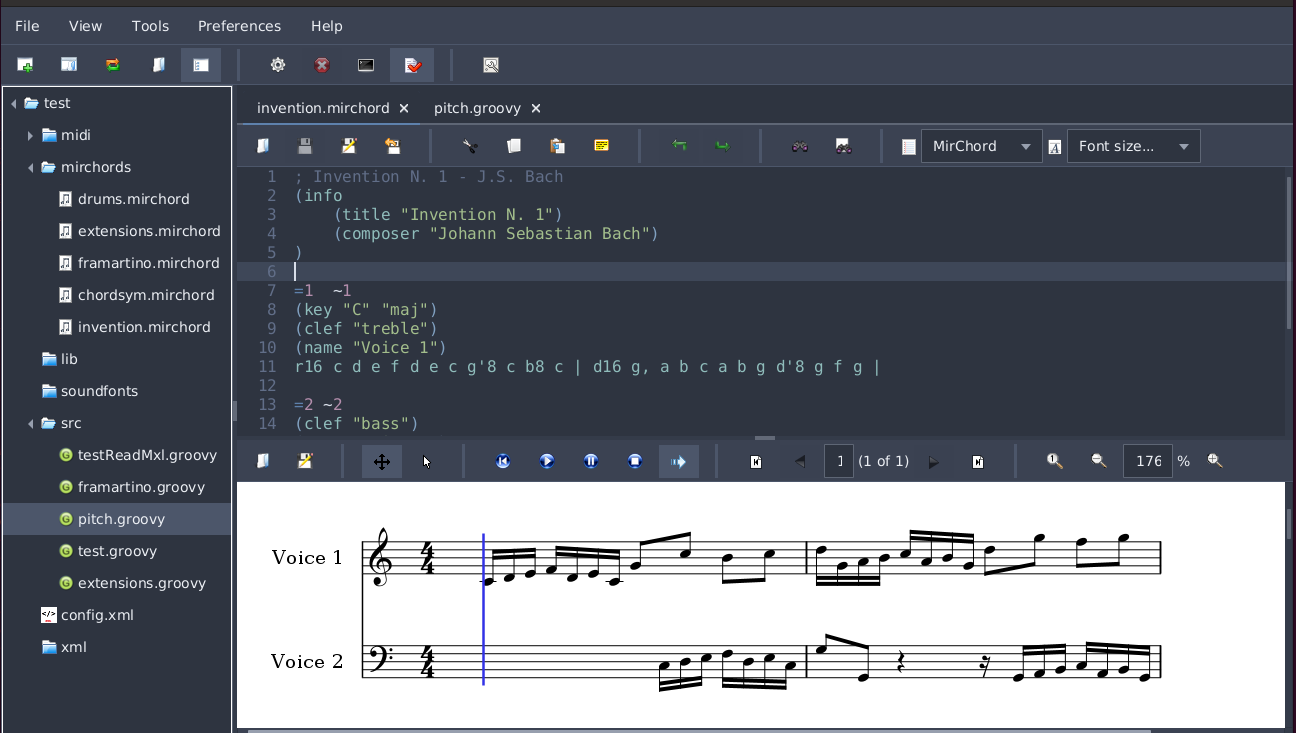 File View Tools Preferences Help
test
midi
mirchords
drums.mirchord
extensions.mirchord
framartino.mirchord
chordsym.mirchord
invention.mirchord
lib
soundfonts
src
testReadMxl.groovy
framartino.groovy
pitch.groovy
test.groovy
extensions.groovy
config.xml
xml
invention.mirchord × pitch.groovy ×
MirChord Font size...
1 ; Invention N. 1 - J.S. Bach
2 (info
3     (title "Invention N. 1")
4     (composer "Johann Sebastian Bach")
5 )
6
7 =1  ~1
8 (key "C" "maj")
9 (clef "treble")
10 (name "Voice 1")
11 r16 c d e f d e c g'8 c b8 c | d16 g, a b c a b g d'8 g f g |
12
13 =2 ~2
14 (clef "bass")
1 (1 of 1) 176 %
Voice 1
4
4
Voice 2
4
4